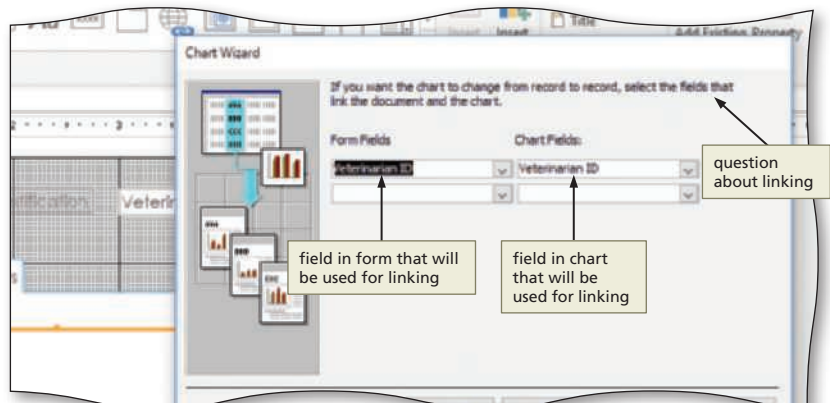 Title
Insert
Insert
Add Existing Property
Chart Wizard
If you want the chart to change from record to record, select the fields that
link the document and the chart.
Form Fields
Chart Fields:
Veterinarian ID
Veterinarian ID
question
about linking
field in form that will
be used for linking
field in chart
that will be
used for linking